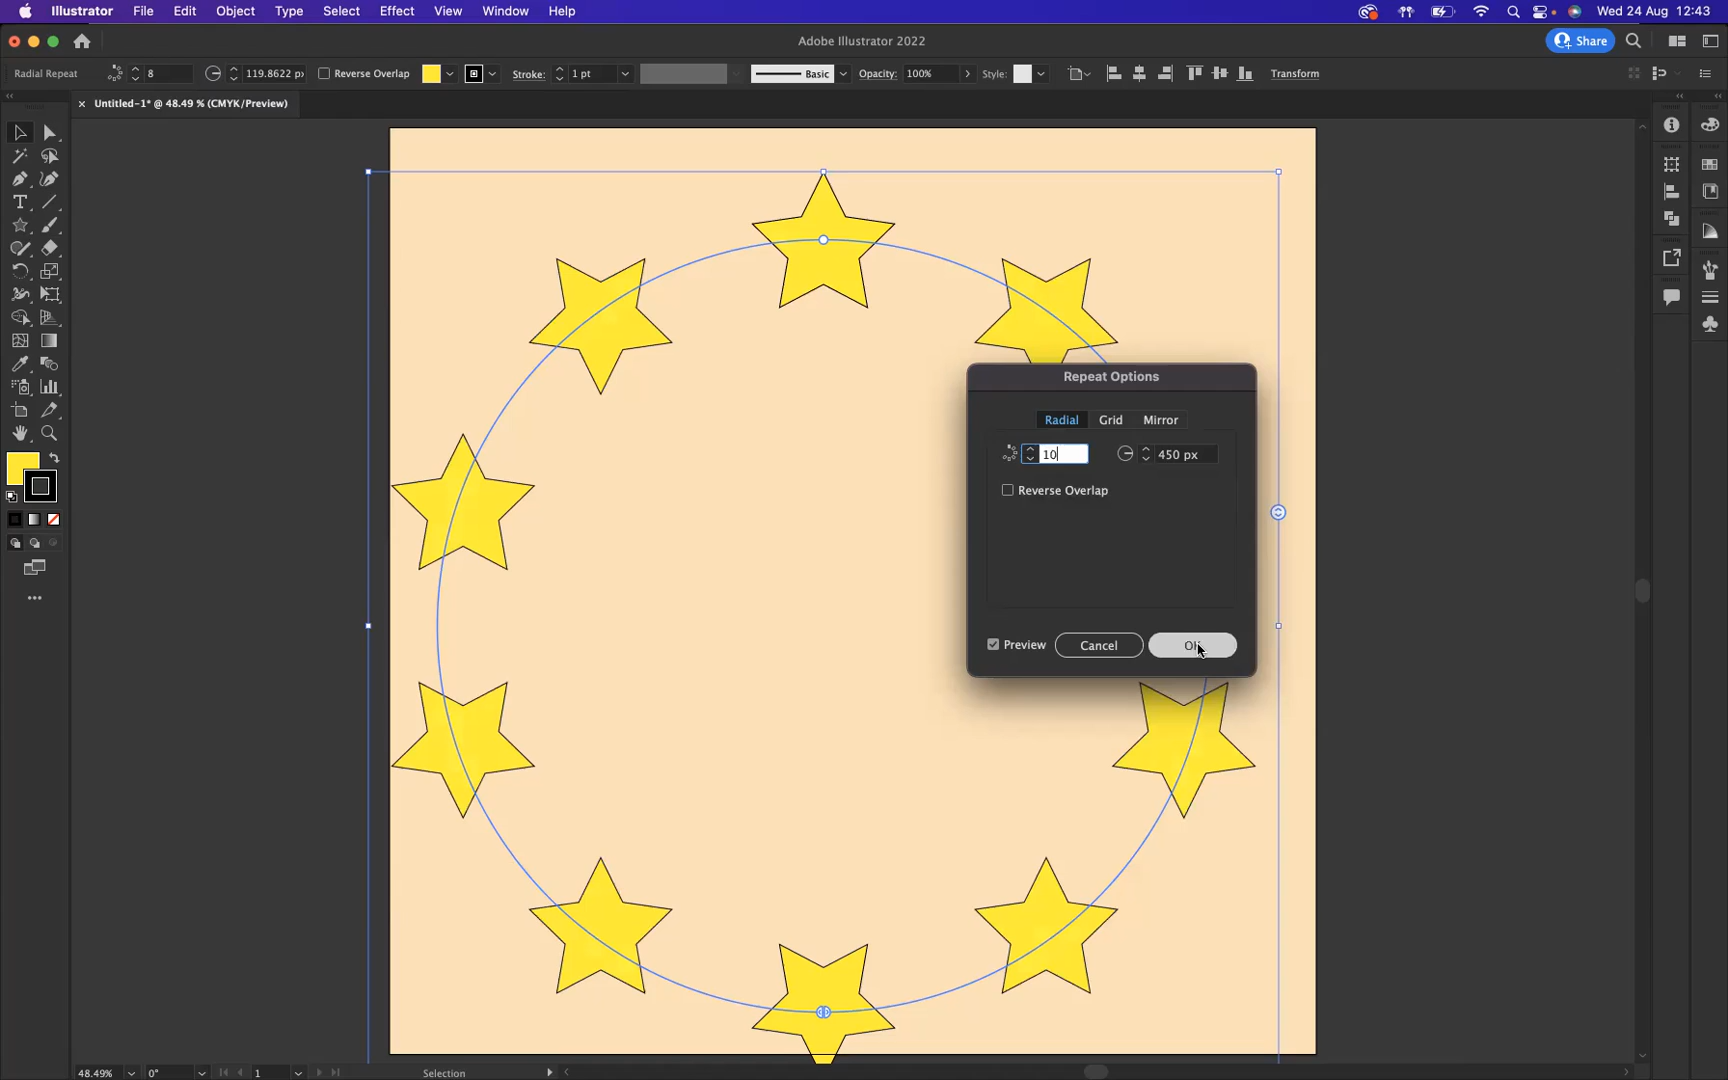 Illustrator File Edit Object Type Select Effect View Window Help Wed 24 Aug 12:43
Adobe Illustrator 2022 Share
Radial Repeat 8 119.8622 px Reverse Overlap Stroke: 1 pt Basic Opacity: 100% Style: Transform
× Untitled-1* @ 48.49 % (CMYK/Preview)
Repeat Options
Radial Grid Mirror
10 450 px
Reverse Overlap
Preview Cancel OK
48.49% 0° 1 Selection